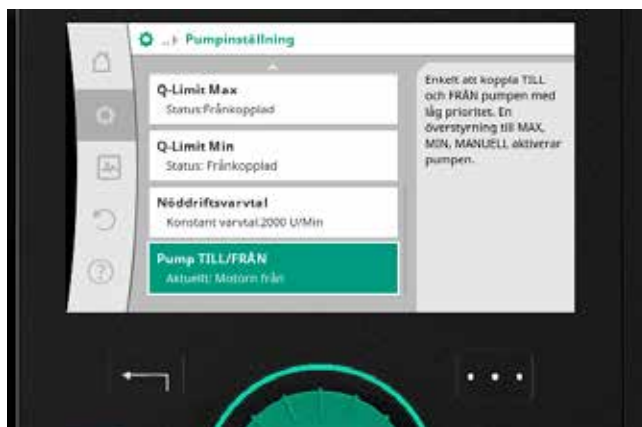 ..▸ Pumpinställning
Q-Limit Max
Status:Frånkopplad
Q-Limit Min
Status: Frånkopplad
Nöddriftsvarvtal
Konstant varvtal:2000 U/Min
Pump TILL/FRÅN
Aktuellt: Motorn från
Enkelt att koppla TILL
och FRÅN pumpen med
låg prioritet. En
överstyrning till MAX,
MIN, MANUELL aktiverar
pumpen.